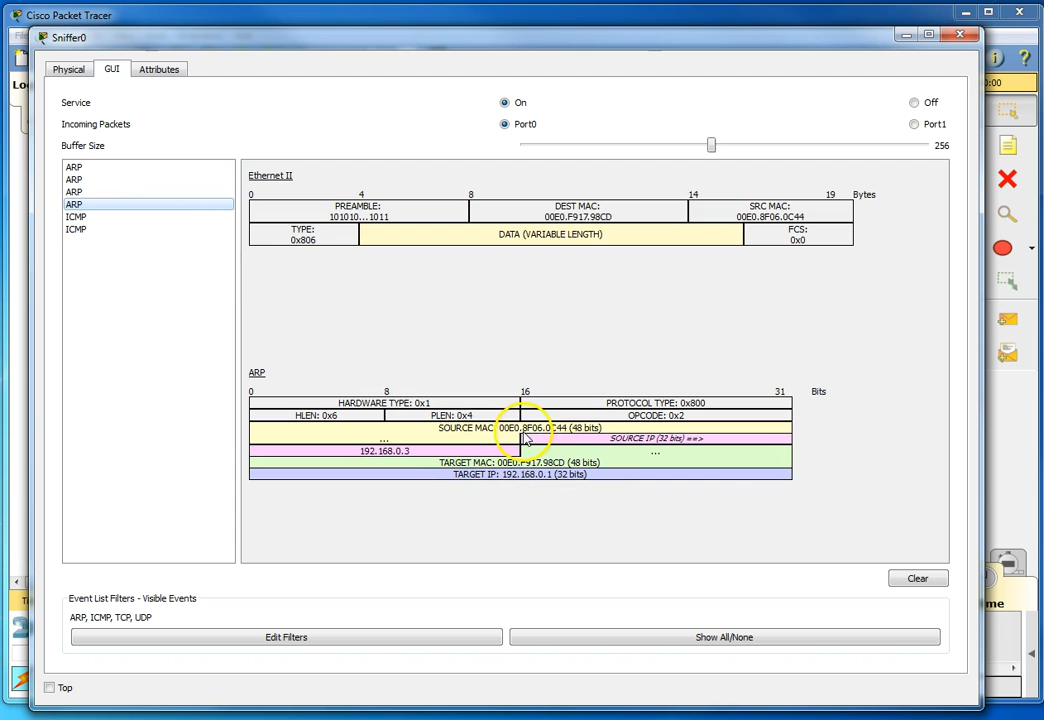 Cisco Packet Tracer
Sniffer0
Physical GUI Attributes
Service On Off
Incoming Packets Port0 Port1
Buffer Size 256
ARP
ARP
ARP
ARP
ICMP
ICMP
Ethernet II
0 4 8 14 19 Bytes
PREAMBLE: DEST MAC: SRC MAC:
101010...1011 00E0.F917.98CD 00E0.8F06.0C44
TYPE: DATA (VARIABLE LENGTH) FCS:
0x806 0x0
ARP
0 8 16 31 Bits
HARDWARE TYPE: 0x1 PROTOCOL TYPE: 0x800
HLEN: 0x6 PLEN: 0x4 OPCODE: 0x2
SOURCE MAC: 00E0.8F06.0C44 (48 bits)
... SOURCE IP (32 bits) ==>
192.168.0.3 ...
TARGET MAC: 00E0.F917.98CD (48 bits)
TARGET IP: 192.168.0.1 (32 bits)
Clear
Event List Filters - Visible Events
ARP, ICMP, TCP, UDP
Edit Filters Show All/None
Top